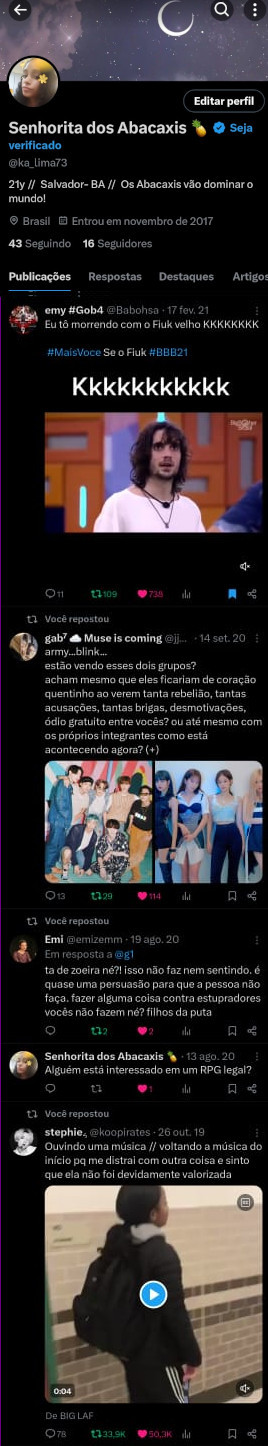 Editar perfil
Senhorita dos Abacaxis 🍍 Seja
verificado
@ka_lima73
21y // Salvador- BA // Os Abacaxis vão dominar o
mundo!
Brasil Entrou em novembro de 2017
43 Seguindo 16 Seguidores
Publicações Respostas Destaques Artigos
emy #Gob4 @Babohsa · 17 fev. 21
Eu tô morrendo com o Fiuk velho KKKKKKKK
#MaisVoce Se o Fiuk #BBB21
Kkkkkkkkkkk
11 109 738
Você repostou
gab⁷ ☁️ Muse is coming @jj... · 14 set. 20
army...blink...
estão vendo esses dois grupos?
acham mesmo que eles ficariam de coração
quentinho ao verem tanta rebelião, tantas
acusações, tantas brigas, desmotivações,
ódio gratuito entre vocês? ou até mesmo com
os próprios integrantes como está
acontecendo agora? (+)
13 29 114
Você repostou
Emi @emizemm · 19 ago. 20
Em resposta a @g1
ta de zoeira né?! isso não faz nem sentindo. é
quase uma persuasão para que a pessoa não
faça. fazer alguma coisa contra estupradores
vocês não fazem né? filhos da puta
2 2
Senhorita dos Abacaxis 🍍 · 13 ago. 20
Alguém está interessado em um RPG legal?
1
Você repostou
stephie. @koopirates · 26 out. 19
Ouvindo uma música // voltando a música do
início pq me distrai com outra coisa e sinto
que ela não foi devidamente valorizada
0:04
De BIG LAF
78 33,9K 50,3K